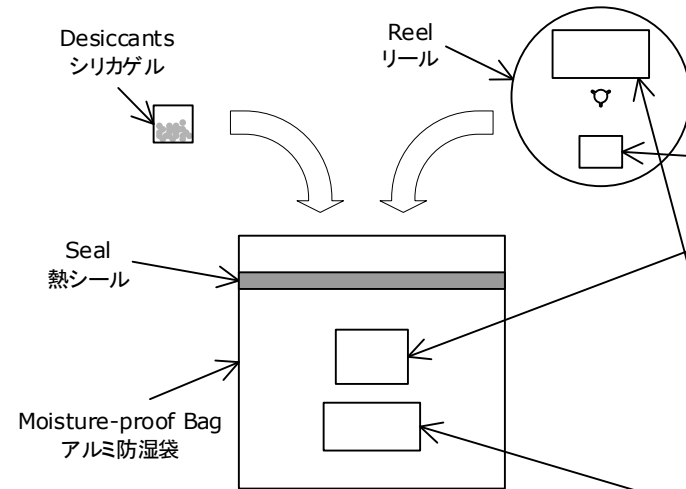 Desiccants
シリカゲル
Reel
リール
Seal
熱シール
Moisture-proof Bag
アルミ防湿袋